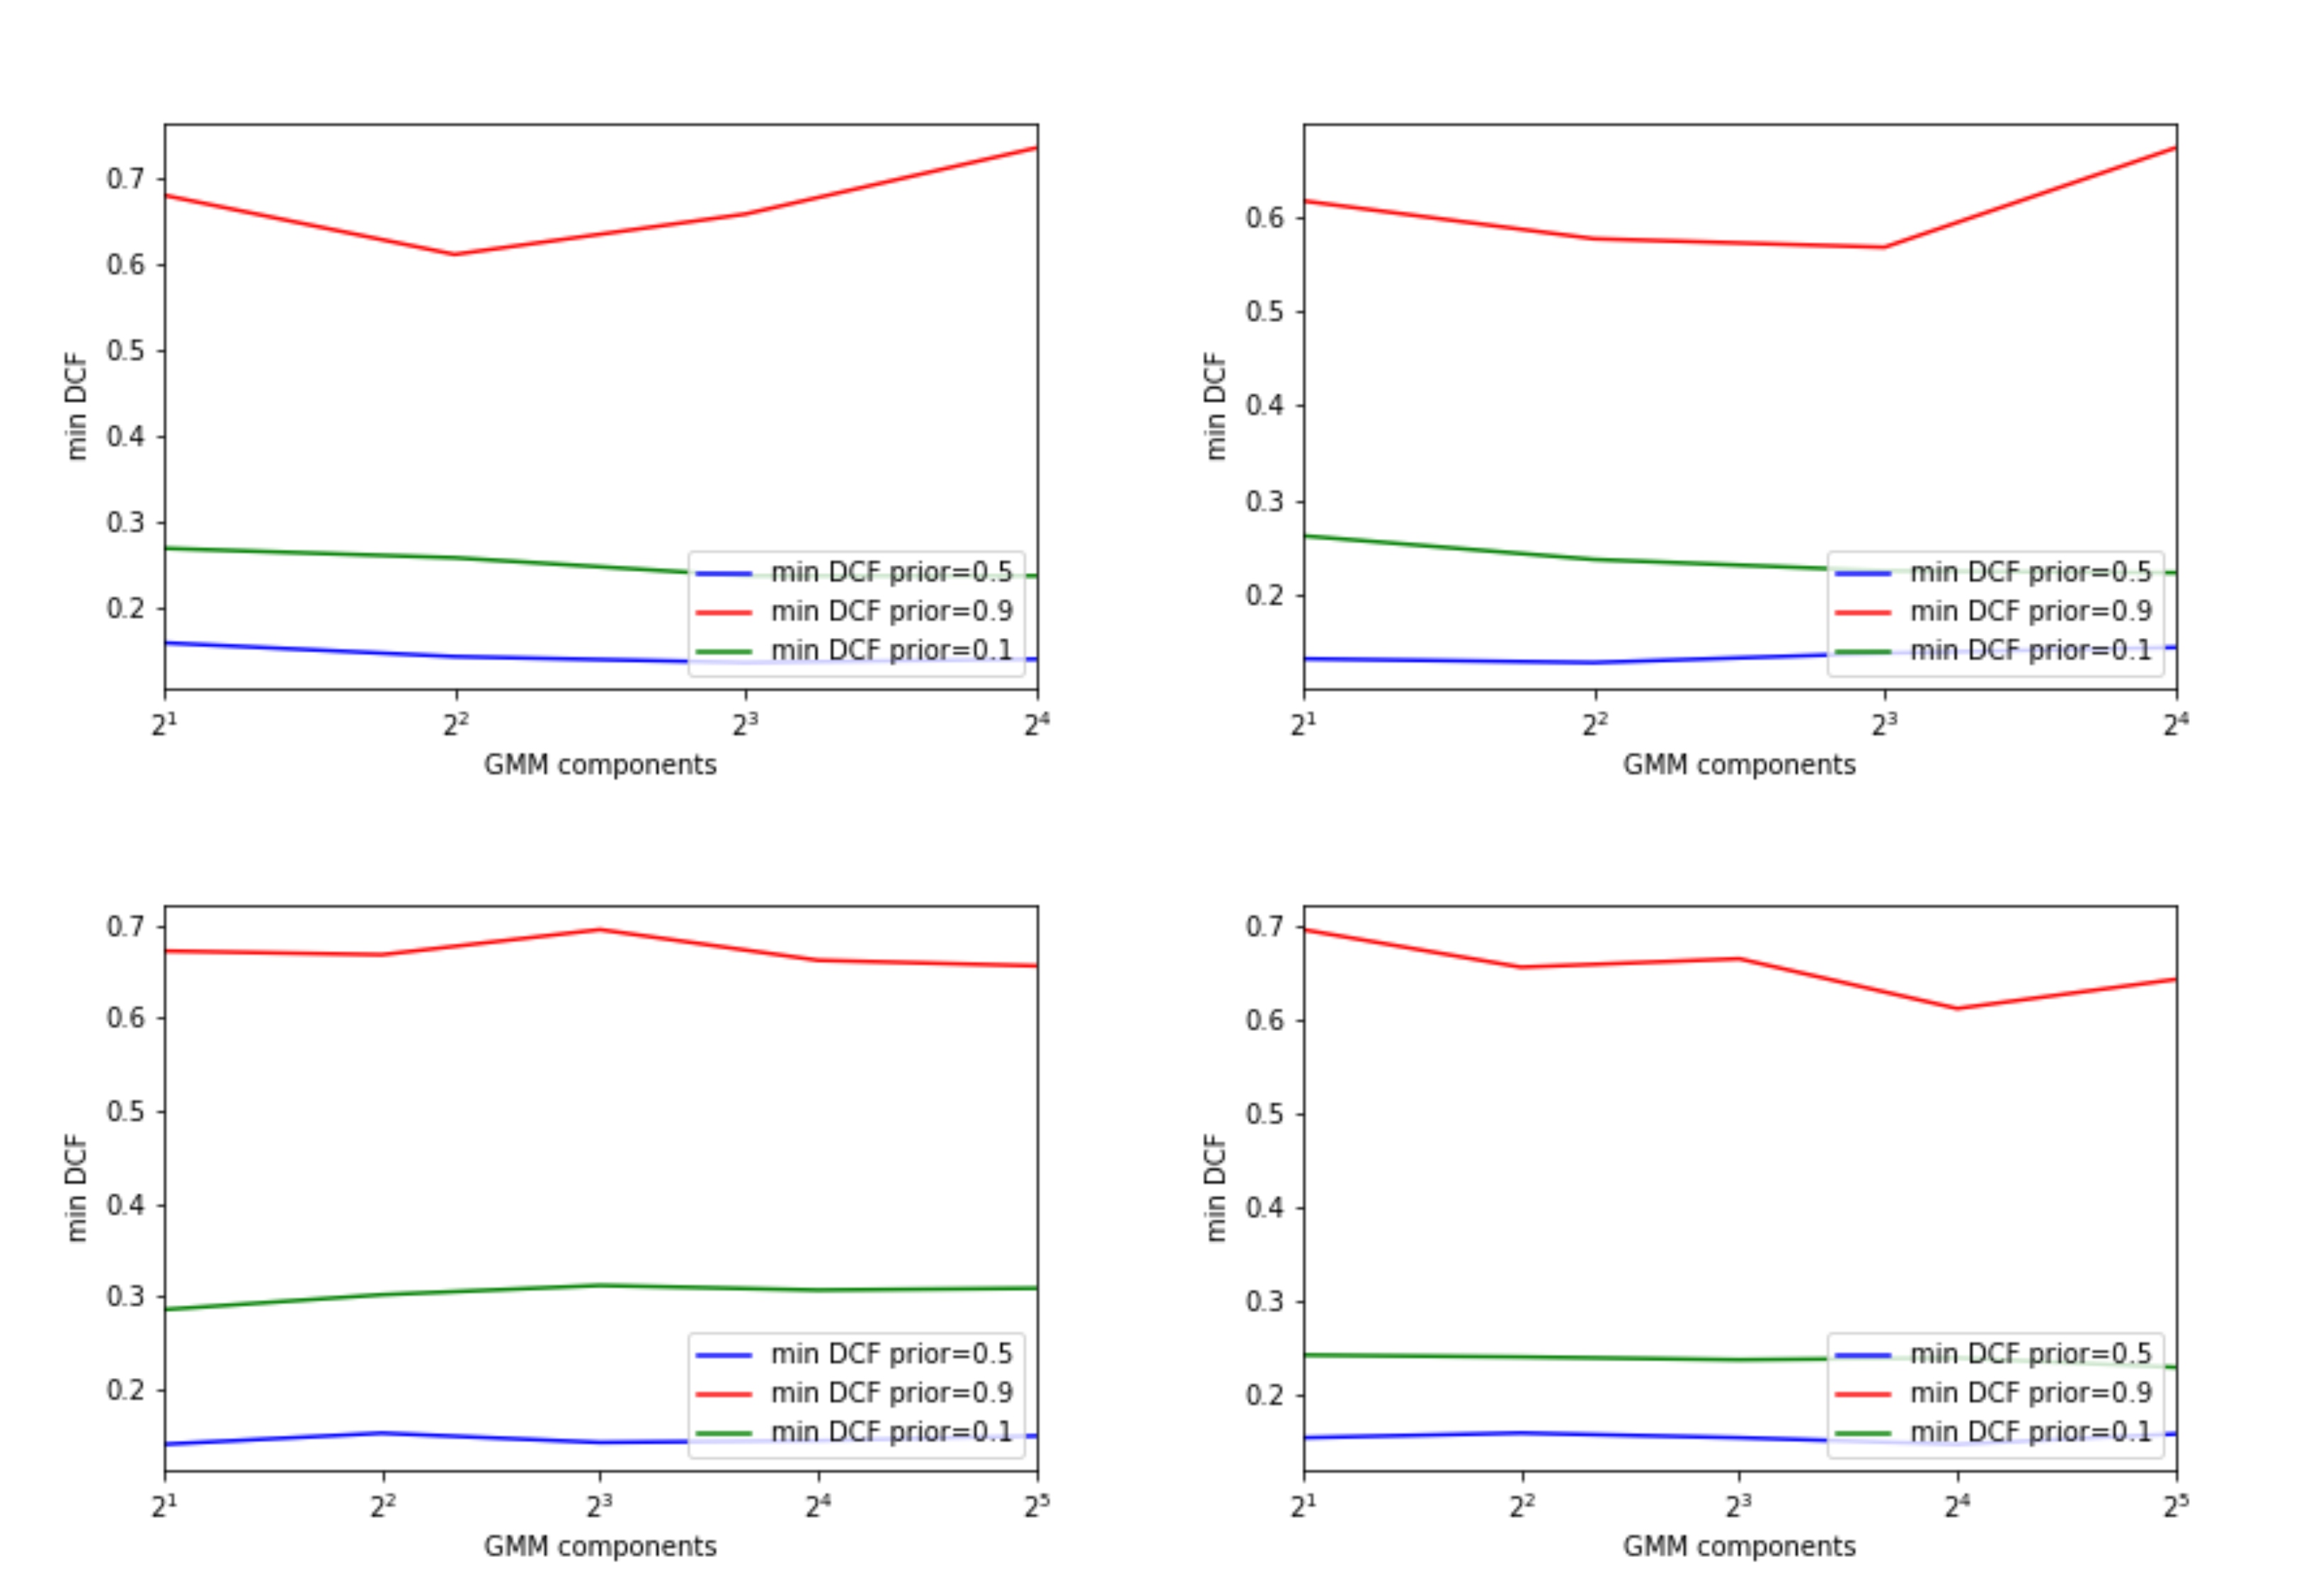 0.7
0.6
0.5
0.4
0.3
0.2
min DCF
min DCF prior=0.5
min DCF prior=0.9
min DCF prior=0.1
2¹ 2² 2³ 2⁴
GMM components
0.6
0.5
0.4
0.3
0.2
min DCF
min DCF prior=0.5
min DCF prior=0.9
min DCF prior=0.1
2¹ 2² 2³ 2⁴
GMM components
0.7
0.6
0.5
0.4
0.3
0.2
min DCF
min DCF prior=0.5
min DCF prior=0.9
min DCF prior=0.1
2¹ 2² 2³ 2⁴ 2⁵
GMM components
0.7
0.6
0.5
0.4
0.3
0.2
min DCF
min DCF prior=0.5
min DCF prior=0.9
min DCF prior=0.1
2¹ 2² 2³ 2⁴ 2⁵
GMM components